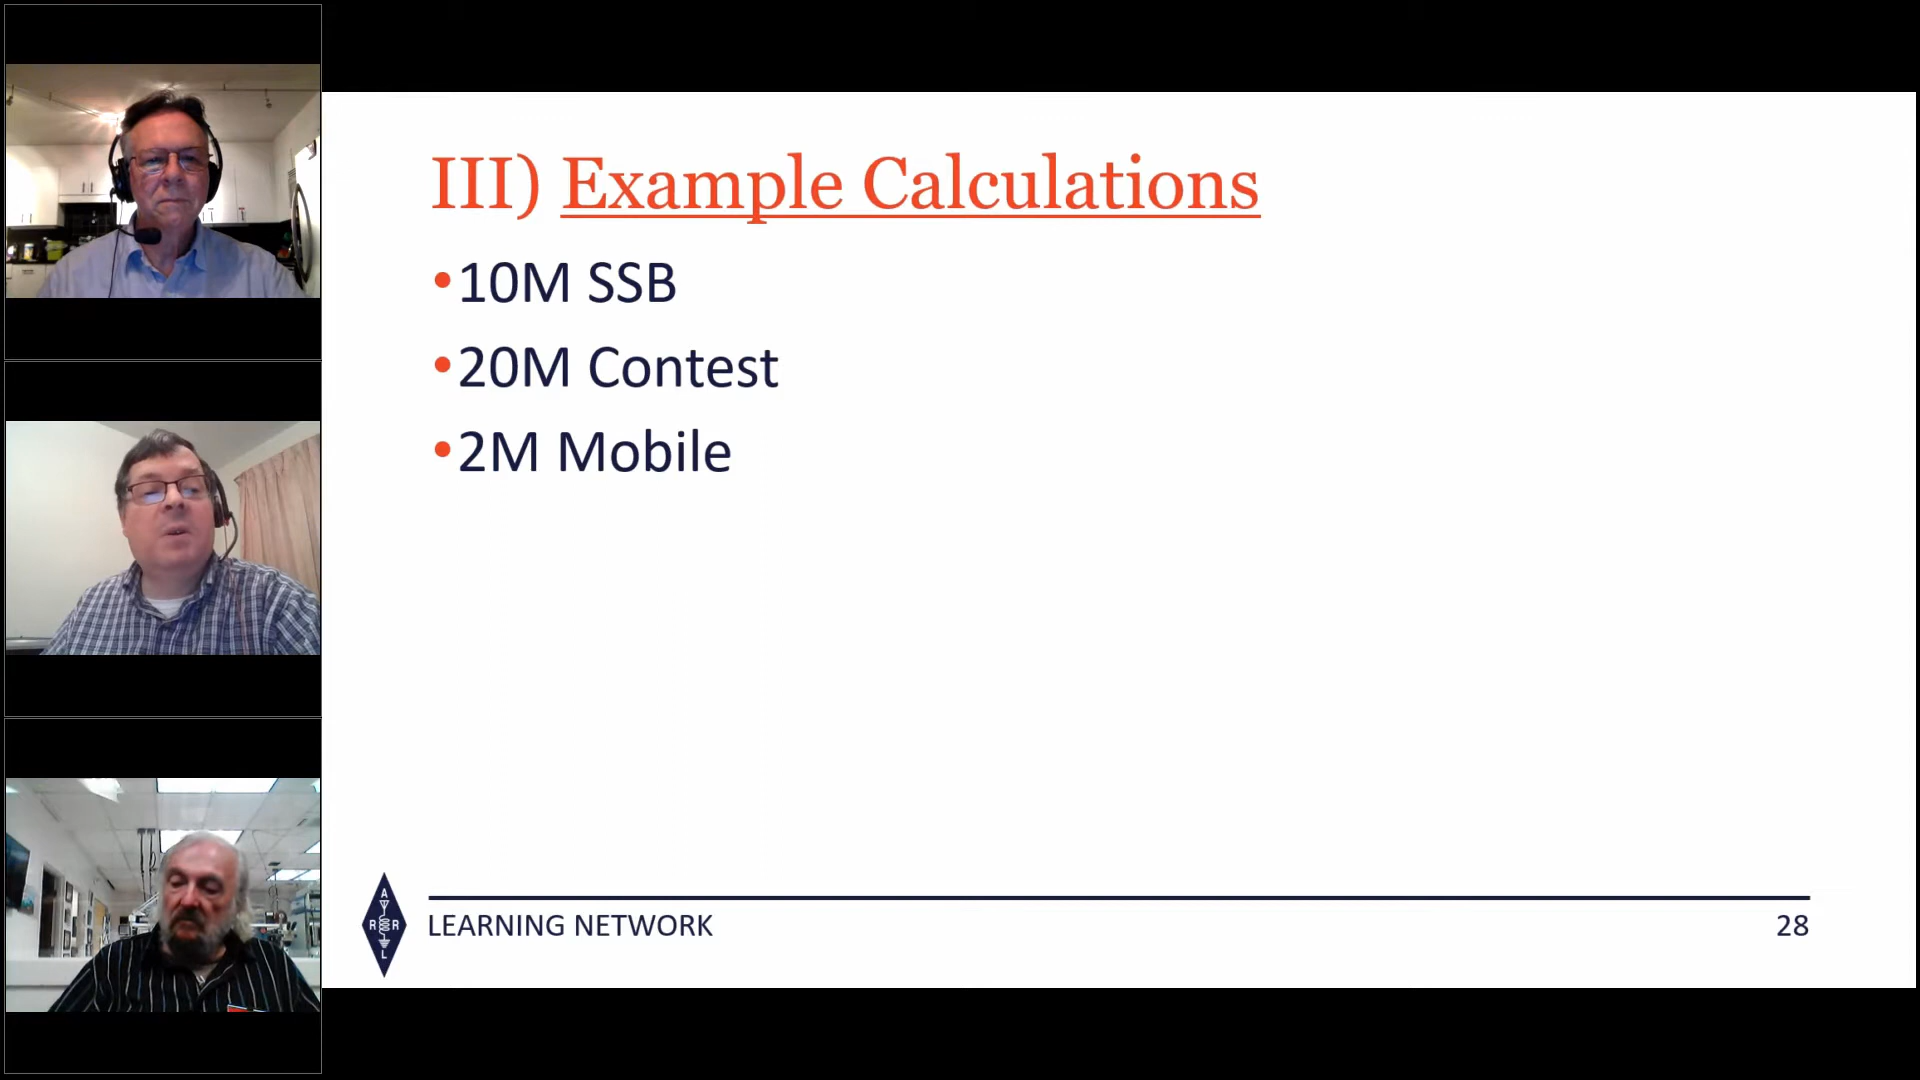 III) Example Calculations
•10M SSB
•20M Contest
•2M Mobile
A
R R
L
LEARNING NETWORK
28